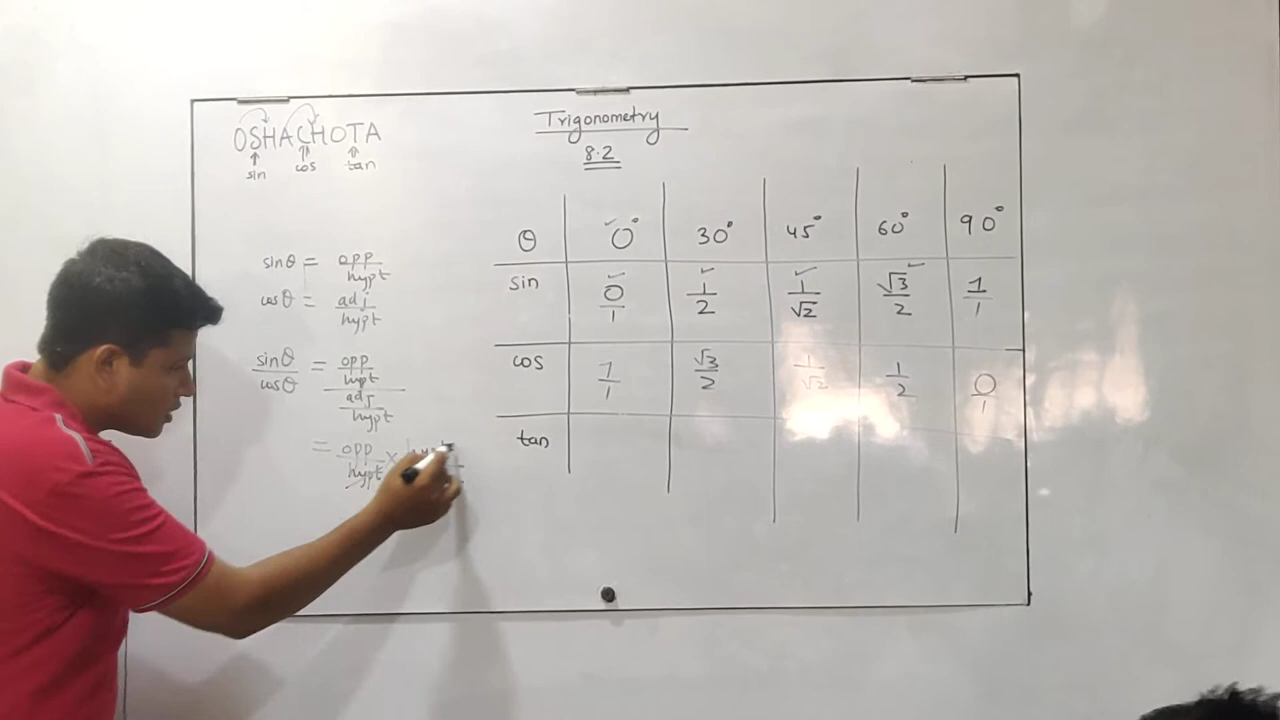 OSHACHOTA
sin cos tan
Trigonometry
8.2
sinθ = opp/hypt
cosθ = adj/hypt
sinθ/cosθ = opp/hypt / adj/hypt
= opp/hypt ×
θ 0° 30° 45° 60° 90°
sin 0/1 1/2 1/√2 √3/2 1/1
cos 1/1 √3/2 1/√2 1/2 0/1
tan